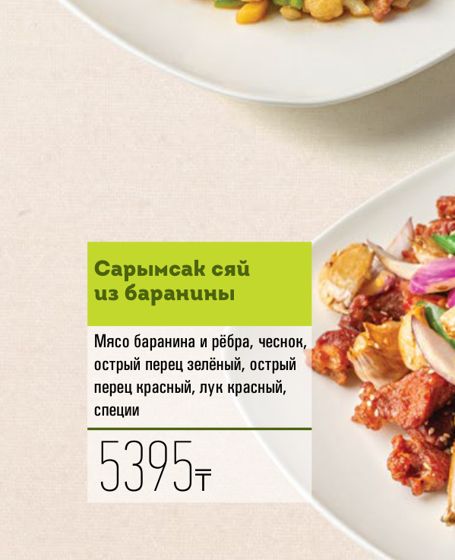 Сарымсак сяй
из баранины
Мясо баранина и рёбра, чеснок,
острый перец зелёный, острый
перец красный, лук красный,
специи
5395₸